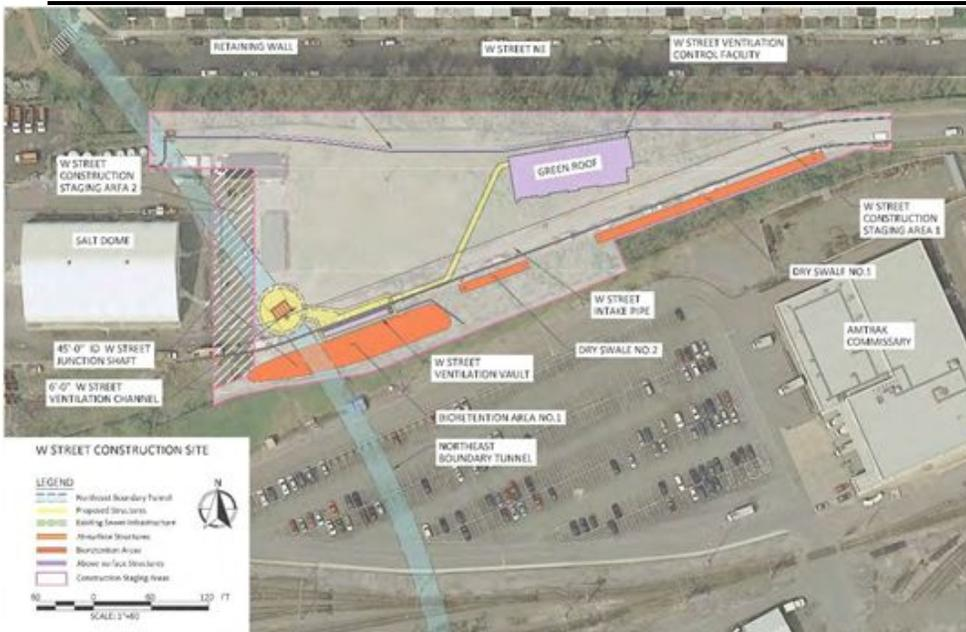 RETAINING WALL
W STREET NE
W STREET VENTILATION
CONTROL FACILITY
W STREET
CONSTRUCTION
STAGING AREA 2
GREEN ROOF
SALT DOME
W STREET
CONSTRUCTION
STAGING AREA 1
DRY SWALE NO.1
W STREET
INTAKE PIPE
AMTRAK
COMMISSARY
45'-0" ID W STREET
JUNCTION SHAFT
DRY SWALE NO.2
W STREET
VENTILATION VAULT
6'-0" W STREET
VENTILATION CHANNEL
BIORETENTION AREA NO.1
NORTHEAST
BOUNDARY TUNNEL
W STREET CONSTRUCTION SITE
LEGEND
N
Northeast Boundary Tunnel
Proposed Structures
Existing Sewer Infrastructure
Structures
Bioretention Areas
Above surface Structures
Construction Staging Areas
60 0 60 120 FT
SCALE: 1"=60'